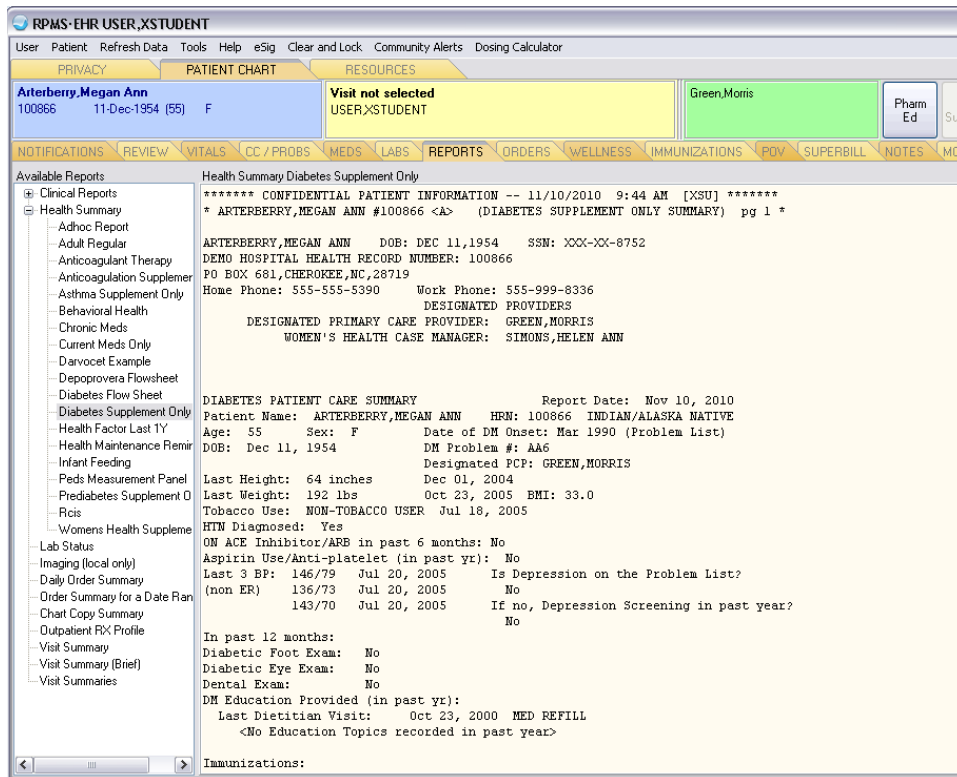 RPMS-EHR USER,XSTUDENT
User Patient Refresh Data Tools Help eSig Clear and Lock Community Alerts Dosing Calculator
PRIVACY PATIENT CHART RESOURCES
Arterberry,Megan Ann
100866 11-Dec-1954 (55) F
Visit not selected
USER,XSTUDENT
Green,Morris
Pharm
Ed
Su
NOTIFICATIONS REVIEW VITALS CC / PROBS MEDS LABS REPORTS ORDERS WELLNESS IMMUNIZATIONS POV SUPERBILL NOTES MO
Available Reports
Clinical Reports
Health Summary
Adhoc Report
Adult Regular
Anticoagulant Therapy
Anticoagulation Supplemer
Asthma Supplement Only
Behavioral Health
Chronic Meds
Current Meds Only
Darvocet Example
Depoprovera Flowsheet
Diabetes Flow Sheet
Diabetes Supplement Only
Health Factor Last 1Y
Health Maintenance Remir
Infant Feeding
Peds Measurement Panel
Prediabetes Supplement O
Rcis
Womens Health Suppleme
Lab Status
Imaging (local only)
Daily Order Summary
Order Summary for a Date Ran
Chart Copy Summary
Outpatient RX Profile
Visit Summary
Visit Summary (Brief)
Visit Summaries
Health Summary Diabetes Supplement Only
******* CONFIDENTIAL PATIENT INFORMATION -- 11/10/2010 9:44 AM [XSU] *******
* ARTERBERRY,MEGAN ANN #100866 <A> (DIABETES SUPPLEMENT ONLY SUMMARY) pg 1 *
ARTERBERRY,MEGAN ANN DOB: DEC 11,1954 SSN: XXX-XX-8752
DEMO HOSPITAL HEALTH RECORD NUMBER: 100866
PO BOX 681,CHEROKEE,NC,28719
Home Phone: 555-555-5390 Work Phone: 555-999-8336
DESIGNATED PROVIDERS
DESIGNATED PRIMARY CARE PROVIDER: GREEN,MORRIS
WOMEN'S HEALTH CASE MANAGER: SIMONS,HELEN ANN
DIABETES PATIENT CARE SUMMARY Report Date: Nov 10, 2010
Patient Name: ARTERBERRY,MEGAN ANN HRN: 100866 INDIAN/ALASKA NATIVE
Age: 55 Sex: F Date of DM Onset: Mar 1990 (Problem List)
DOB: Dec 11, 1954 DM Problem #: AA6
Designated PCP: GREEN,MORRIS
Last Height: 64 inches Dec 01, 2004
Last Weight: 192 lbs Oct 23, 2005 BMI: 33.0
Tobacco Use: NON-TOBACCO USER Jul 18, 2005
HTN Diagnosed: Yes
ON ACE Inhibitor/ARB in past 6 months: No
Aspirin Use/Anti-platelet (in past yr): No
Last 3 BP: 146/79 Jul 20, 2005 Is Depression on the Problem List?
(non ER) 136/73 Jul 20, 2005 No
143/70 Jul 20, 2005 If no, Depression Screening in past year?
No
In past 12 months:
Diabetic Foot Exam: No
Diabetic Eye Exam: No
Dental Exam: No
DM Education Provided (in past yr):
Last Dietitian Visit: Oct 23, 2000 MED REFILL
<No Education Topics recorded in past year>
Immunizations: